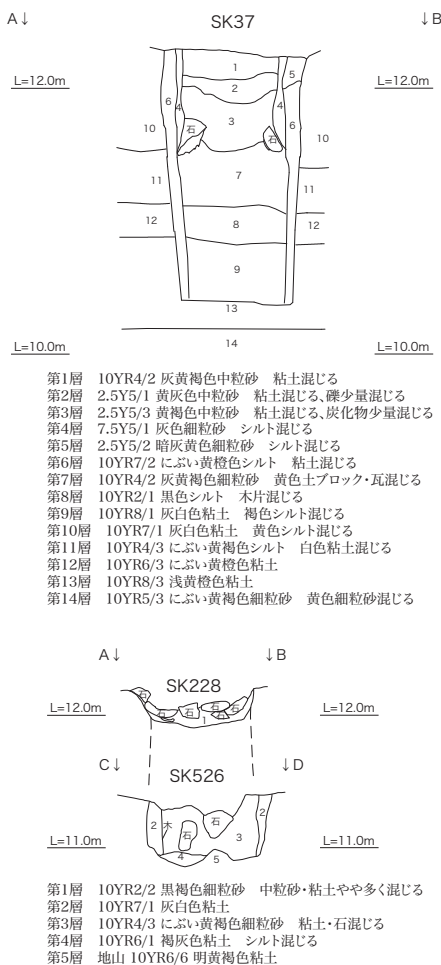 A↓ SK37 ↓B
1
5
L=12.0m 2 L=12.0m
4 4
6 3 6
石 石
10 10
7
11 11
12 8 12
9
13
L=10.0m 14 L=10.0m
第1層 10YR4/2 灰黄褐色中粒砂 粘土混じる
第2層 2.5Y5/1 黄灰色中粒砂 粘土混じる、礫少量混じる
第3層 2.5Y5/3 黄褐色中粒砂 粘土混じる、炭化物少量混じる
第4層 7.5Y5/1 灰色細粒砂 シルト混じる
第5層 2.5Y5/2 暗灰黄色細粒砂 シルト混じる
第6層 10YR7/2 にぶい黄橙色シルト 粘土混じる
第7層 10YR4/2 灰黄褐色細粒砂 黄色土ブロック・瓦混じる
第8層 10YR2/1 黒色シルト 木片混じる
第9層 10YR8/1 灰白色粘土 褐色シルト混じる
第10層 10YR7/1 灰白色粘土 黄色シルト混じる
第11層 10YR4/3 にぶい黄褐色シルト 白色粘土混じる
第12層 10YR6/3 にぶい黄橙色粘土
第13層 10YR8/3 浅黄橙色粘土
第14層 10YR5/3 にぶい黄褐色細粒砂 黄色細粒砂混じる
A↓ ↓B
SK228
石
L=12.0m 石 石 石 石 石 L=12.0m
1
C↓ ↓D
SK526
2 木 石 石 3 2
L=11.0m L=11.0m
4 5
第1層 10YR2/2 黒褐色細粒砂 中粒砂・粘土やや多く混じる
第2層 10YR7/1 灰白色粘土
第3層 10YR4/3 にぶい黄褐色細粒砂 粘土・石混じる
第4層 10YR6/1 褐灰色粘土 シルト混じる
第5層 地山 10YR6/6 明黄褐色粘土